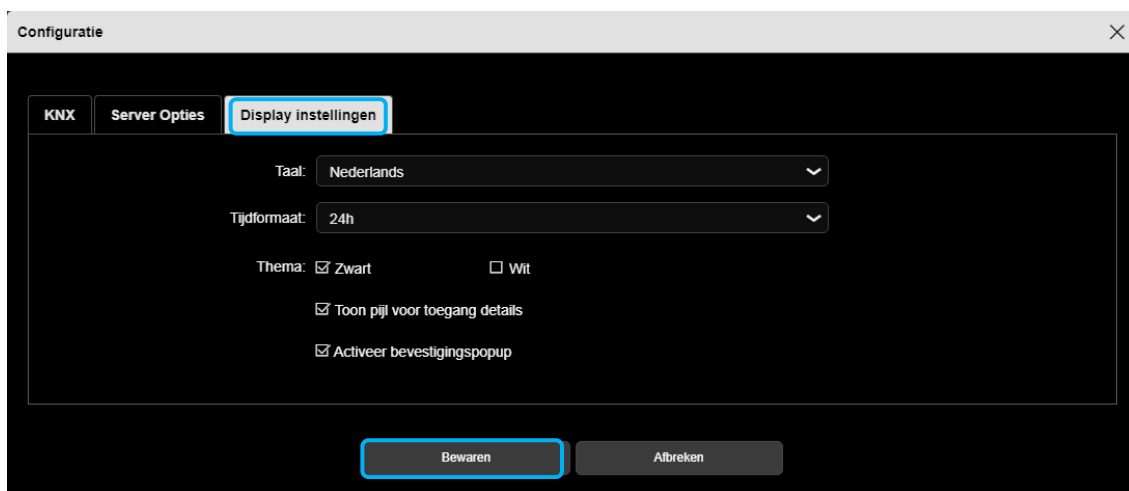 Configuratie
KNX Server Opties Display instellingen
Taal: Nederlands
Tijdformaat: 24h
Thema: Zwart Wit
Toon pijl voor toegang details
Activeer bevestigingspopup
Bewaren Afbreken